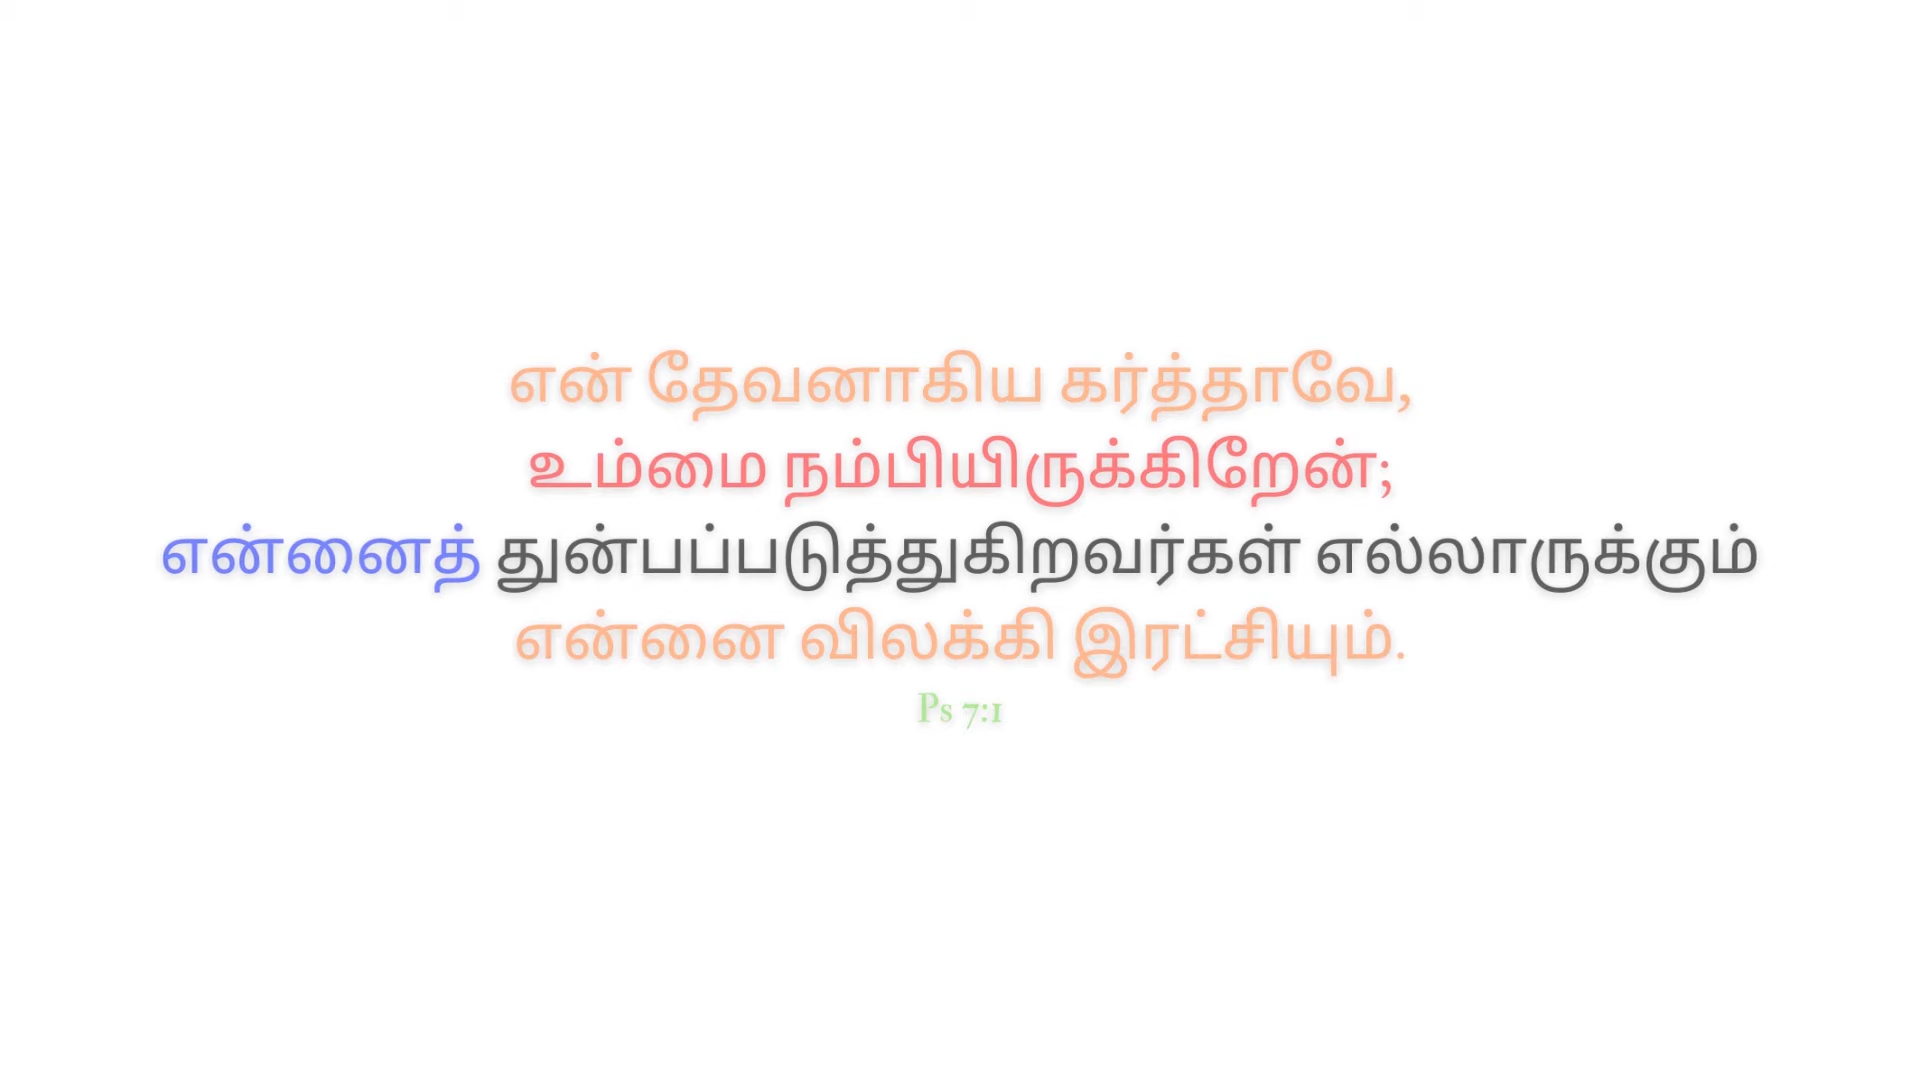 என் தேவனாகிய கர்த்தாவே,
உம்மை நம்பியிருக்கிறேன்;
என்னைத் துன்பப்படுத்துகிறவர்கள் எல்லாருக்கும்
என்னை விலக்கி இரட்சியும்.
Ps 7:1